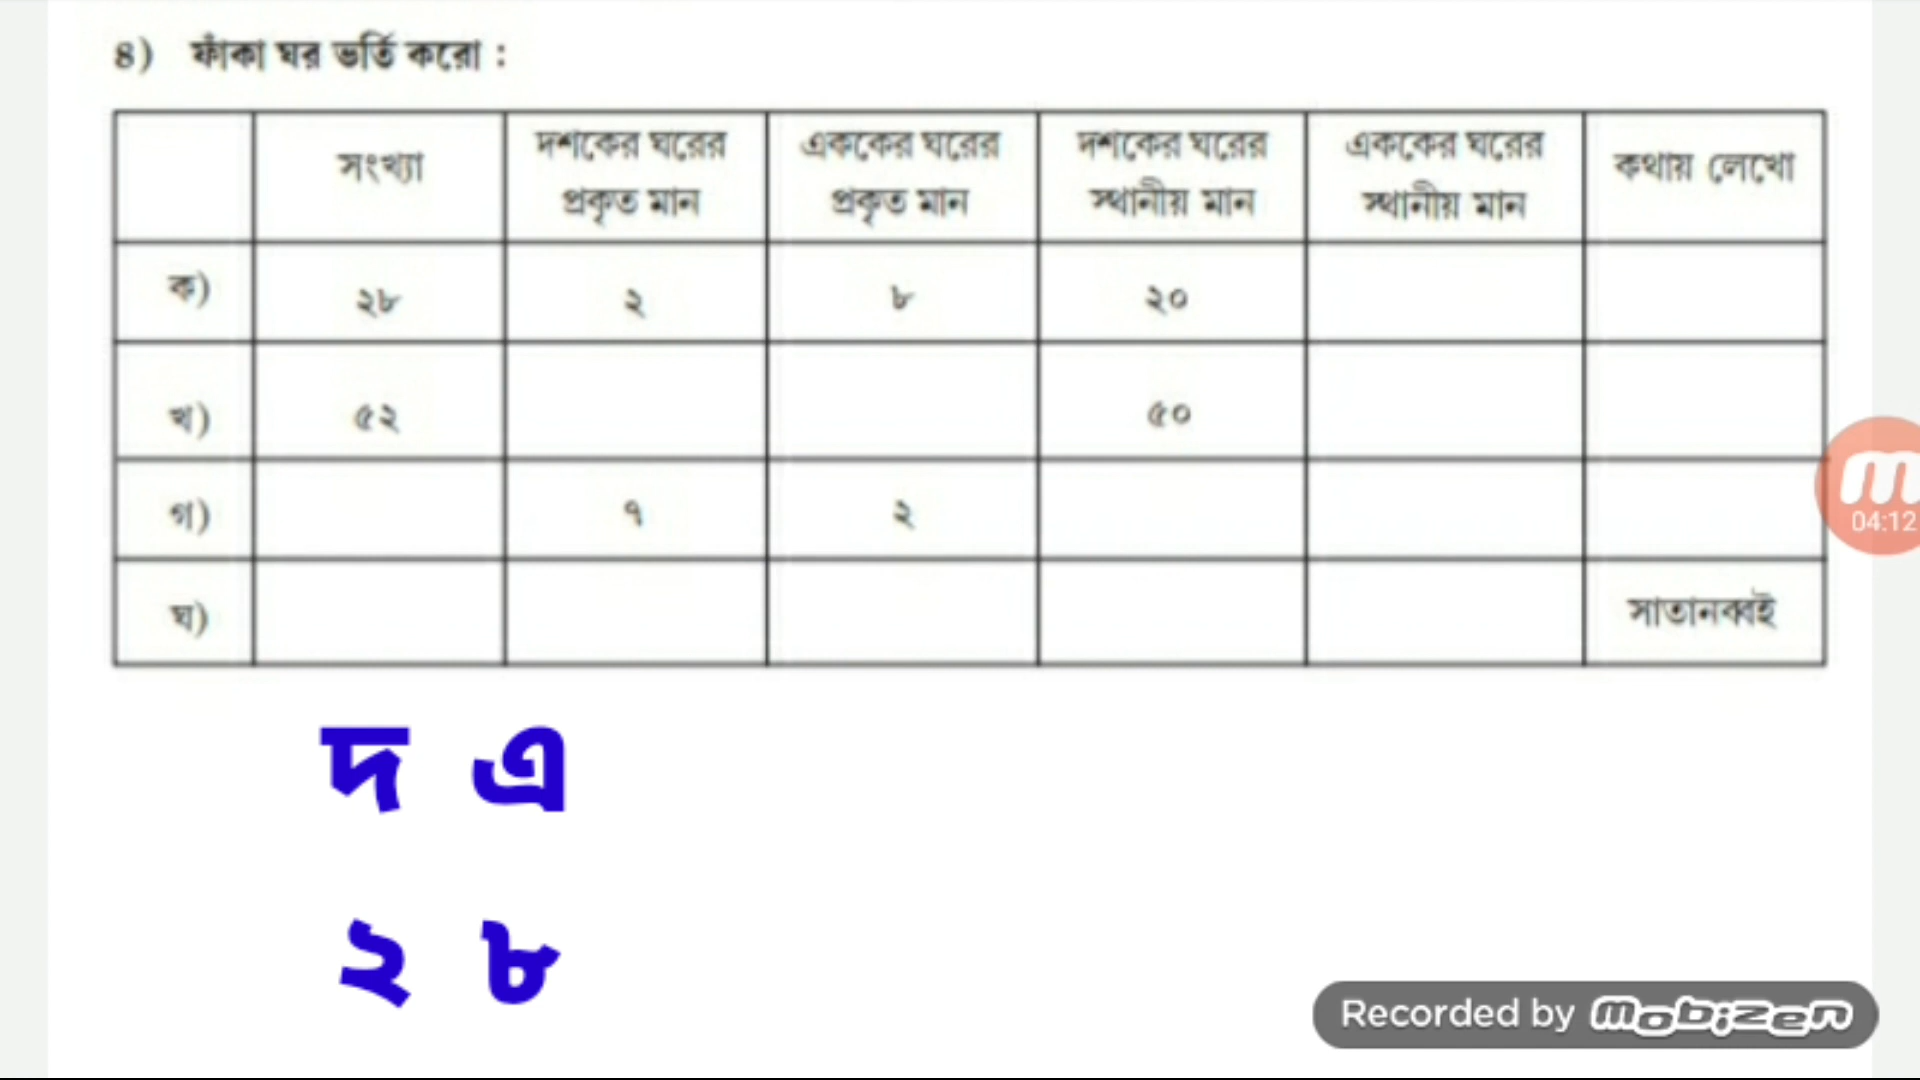 ৪) ফাঁকা ঘর ভর্তি করো :
সংখ্যা দশকের ঘরের প্রকৃত মান এককের ঘরের প্রকৃত মান দশকের ঘরের স্থানীয় মান এককের ঘরের স্থানীয় মান কথায় লেখো
ক) ২৮ ২ ৮ ২০
খ) ৫২ ৫০
গ) ৭ ২
ঘ) সাতানব্বই
দ এ
২ ৮
04:12
Recorded by mobizen